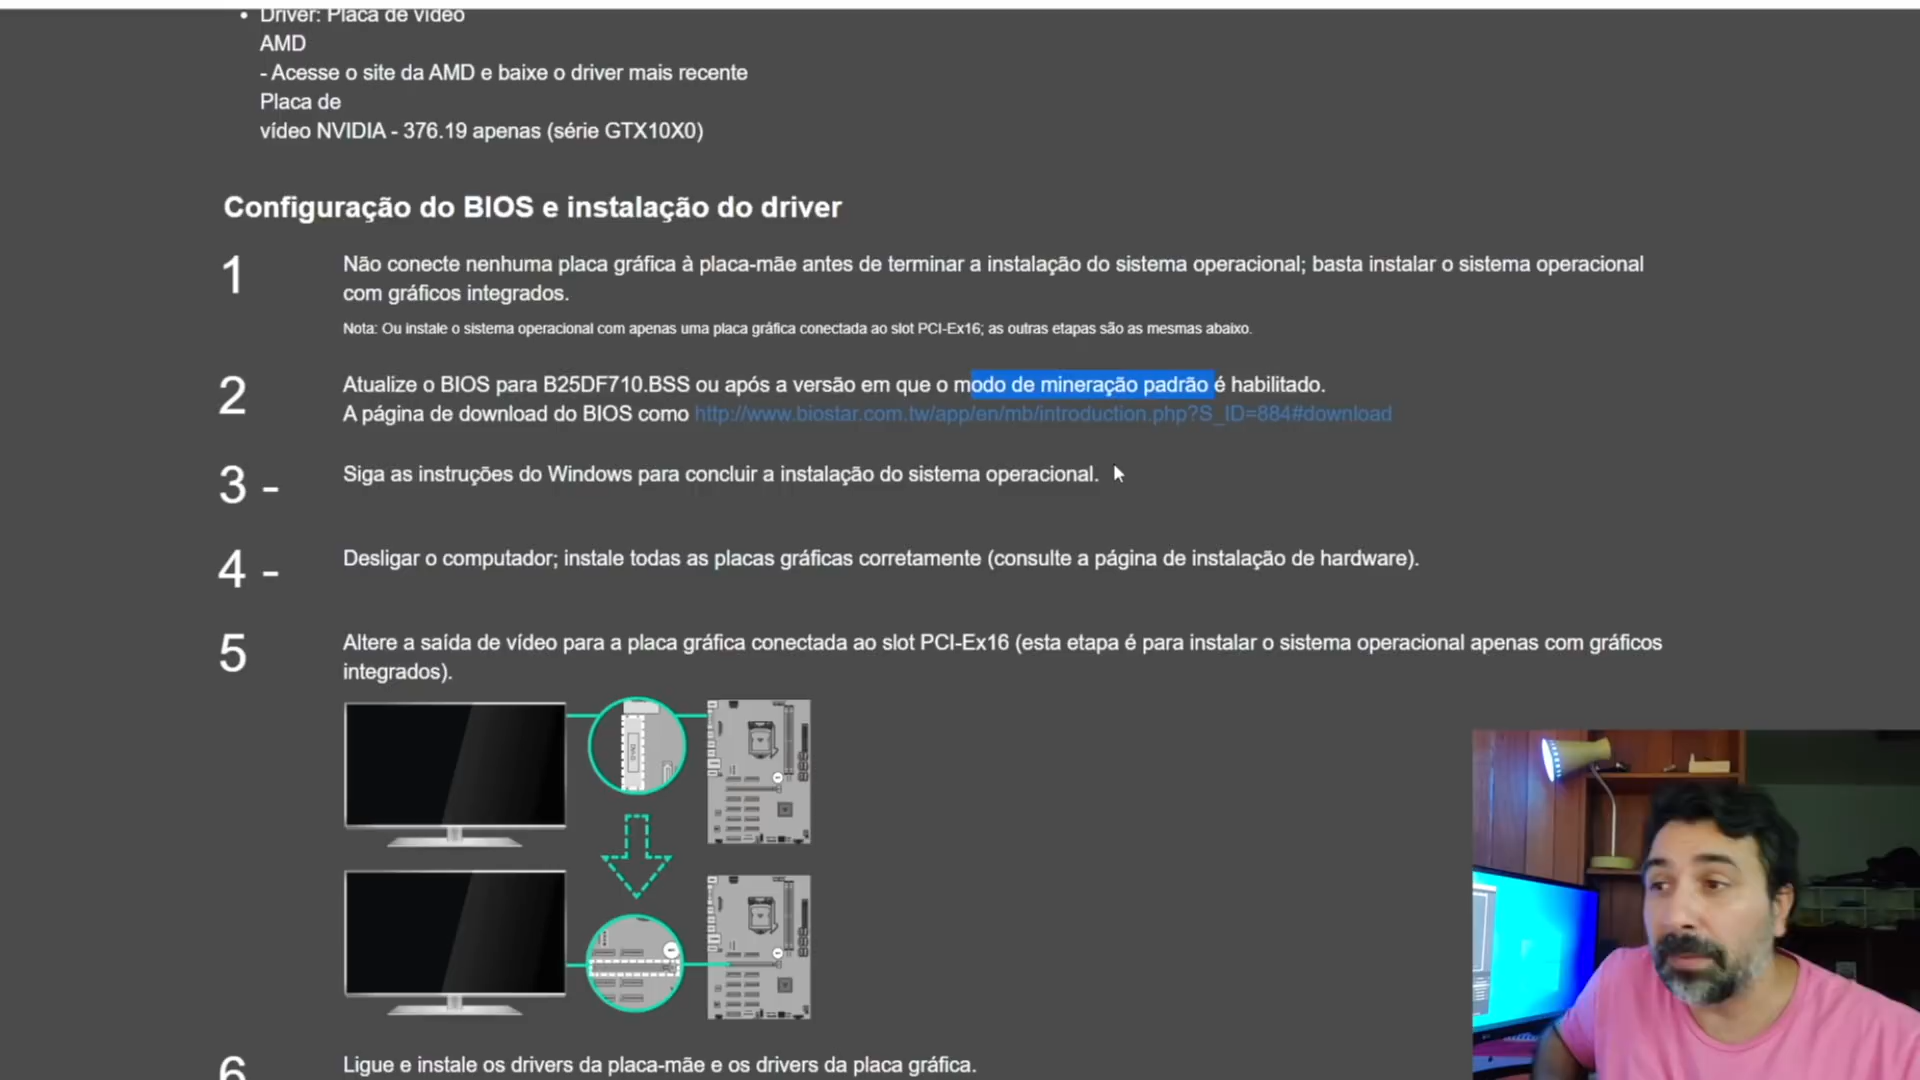 • Driver: Placa de vídeo
AMD
- Acesse o site da AMD e baixe o driver mais recente
Placa de
vídeo NVIDIA - 376.19 apenas (série GTX10X0)
Configuração do BIOS e instalação do driver
1
Não conecte nenhuma placa gráfica à placa-mãe antes de terminar a instalação do sistema operacional; basta instalar o sistema operacional
com gráficos integrados.
Nota: Ou instale o sistema operacional com apenas uma placa gráfica conectada ao slot PCI-Ex16; as outras etapas são as mesmas abaixo.
2
Atualize o BIOS para B25DF710.BSS ou após a versão em que o modo de mineração padrão é habilitado.
A página de download do BIOS como http://www.biostar.com.tw/app/en/mb/introduction.php?S_ID=884#download
3 -
Siga as instruções do Windows para concluir a instalação do sistema operacional.
4 -
Desligar o computador; instale todas as placas gráficas corretamente (consulte a página de instalação de hardware).
5
Altere a saída de vídeo para a placa gráfica conectada ao slot PCI-Ex16 (esta etapa é para instalar o sistema operacional apenas com gráficos
integrados).
6
Ligue e instale os drivers da placa-mãe e os drivers da placa gráfica.